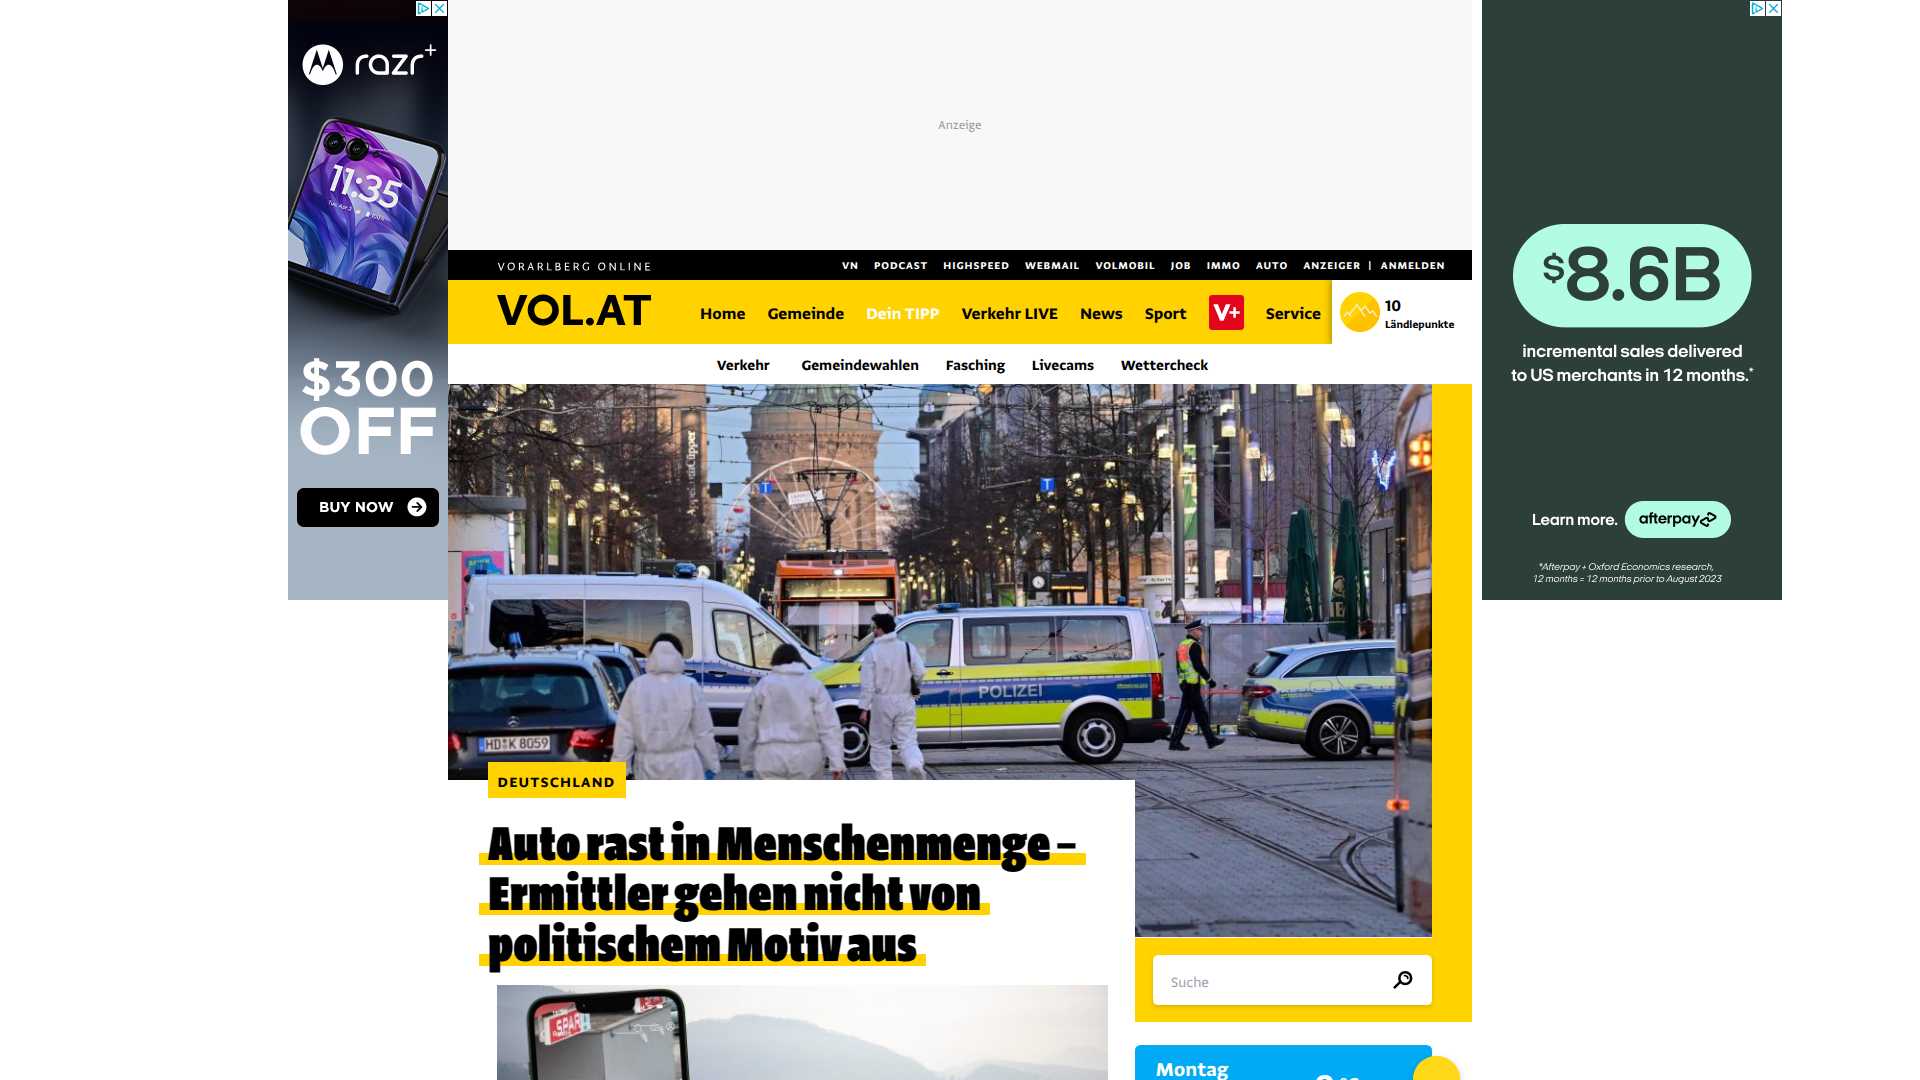 razr+
11:35
$300
OFF
BUY NOW
Anzeige
VORARLBERG ONLINE
VN PODCAST HIGHSPEED WEBMAIL VOLMOBIL JOB IMMO AUTO ANZEIGER | ANMELDEN
VOL.AT
Home Gemeinde Dein TIPP Verkehr LIVE News Sport V+ Service
10
Ländlepunkte
Verkehr Gemeindewahlen Fasching Livecams Wettercheck
POLIZEI
HD K 8059
DEUTSCHLAND
Auto rast in Menschenmenge –
Ermittler gehen nicht von
politischem Motiv aus
SPAR
Suche
Montag
$8.6B
incremental sales delivered
to US merchants in 12 months.*
Learn more. afterpay
*Afterpay + Oxford Economics research,
12 months = 12 months prior to August 2023